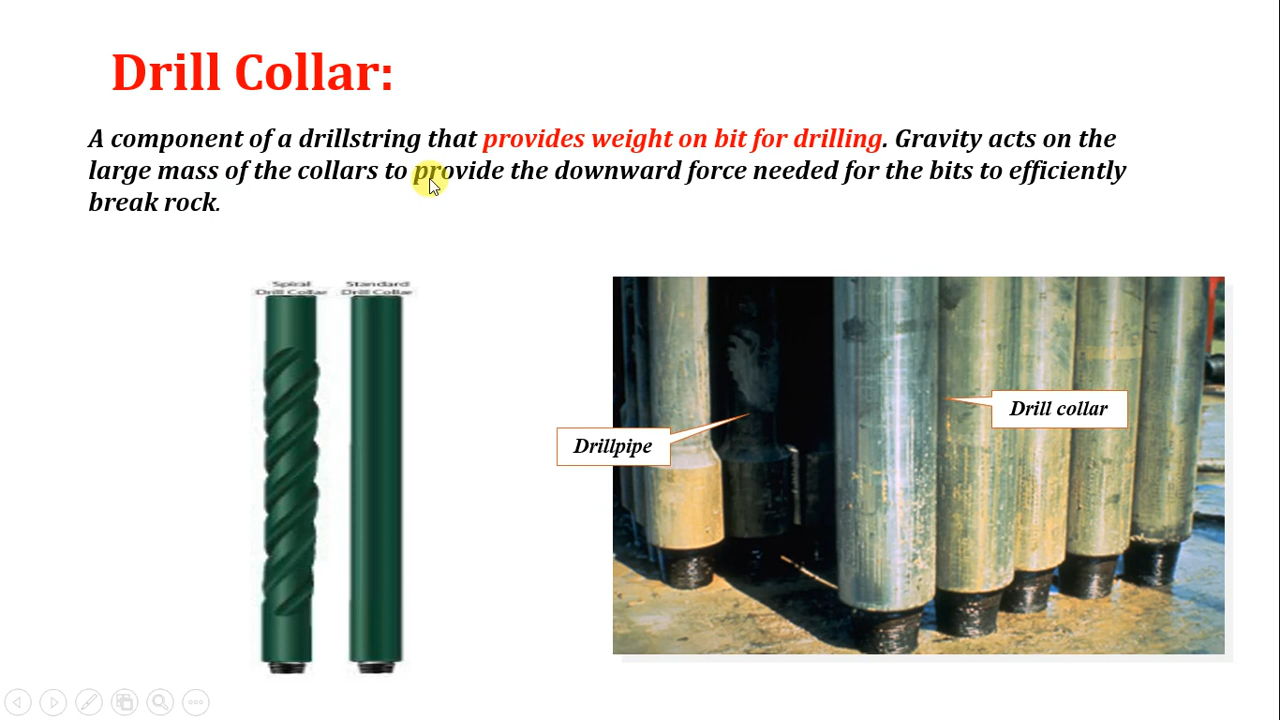 Drill Collar:
A component of a drillstring that provides weight on bit for drilling. Gravity acts on the
large mass of the collars to provide the downward force needed for the bits to efficiently
break rock.
Spiral
Drill Collar
Standard
Drill Collar
Drillpipe
Drill collar